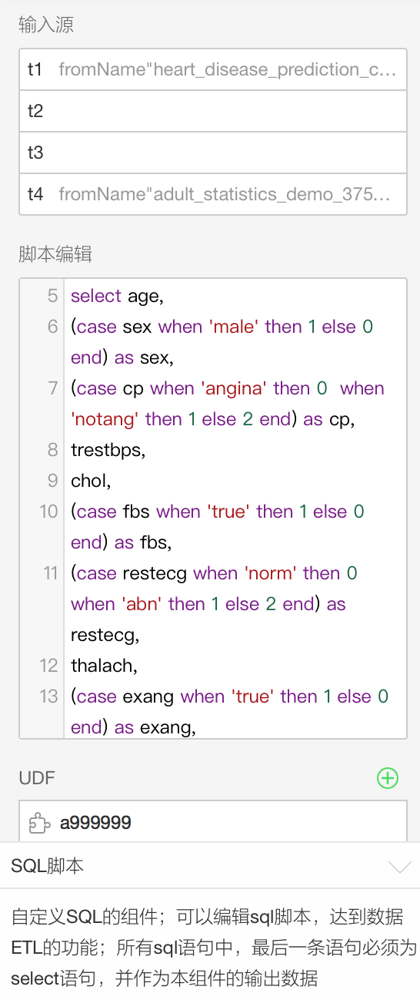 输入源
t1 fromName"heart_disease_prediction_c...
t2
t3
t4 fromName"adult_statistics_demo_375...
脚本编辑
5 select age,
6 (case sex when 'male' then 1 else 0
end) as sex,
7 (case cp when 'angina' then 0  when
'notang' then 1 else 2 end) as cp,
8 trestbps,
9 chol,
10 (case fbs when 'true' then 1 else 0
end) as fbs,
11 (case restecg when 'norm' then 0
when 'abn' then 1 else 2 end) as
restecg,
12 thalach,
13 (case exang when 'true' then 1 else 0
end) as exang,
UDF
a999999
SQL脚本
自定义SQL的组件；可以编辑sql脚本，达到数据
ETL的功能；所有sql语句中，最后一条语句必须为
select语句，并作为本组件的输出数据